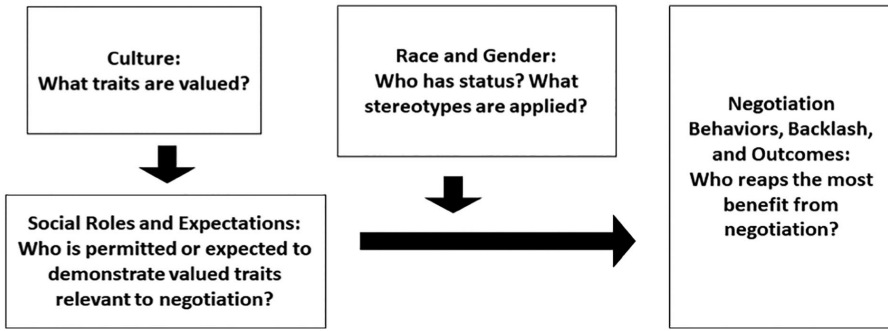 Culture:
What traits are valued?
Race and Gender:
Who has status? What
stereotypes are applied?
Negotiation
Behaviors, Backlash,
and Outcomes:
Who reaps the most
benefit from
negotiation?
Social Roles and Expectations:
Who is permitted or expected to
demonstrate valued traits
relevant to negotiation?